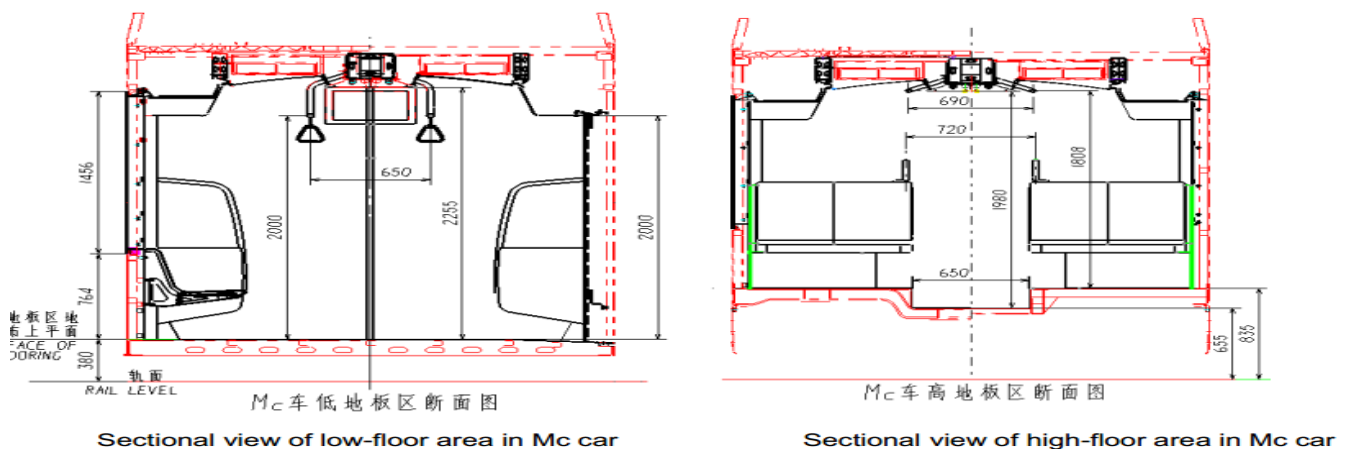 690
720
650
1456
2000
2255
2000
1980
1808
650
764
地板区地
面上平面
FACE OF
OORING
380
655
835
轨面
RAIL LEVEL
Mc车低地板区断面图
Mc车高地板区断面图
Sectional view of low-floor area in Mc car
Sectional view of high-floor area in Mc car